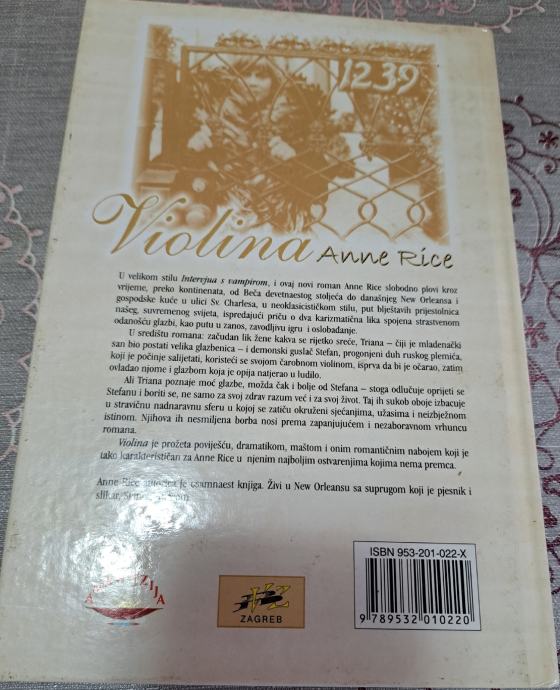 1239
Violina Anne Rice
U velikom stilu Intervjua s vampirom, i ovaj novi roman Anne Rice slobodno plovi kroz
vrijeme, preko kontinenata, od Beča devetnaestog stoljeća do današnjeg New Orleansa i
gospodske kuće u ulici Sv. Charlesa, u neoklasicističkom stilu, put blještavih prijestolnica
našeg, suvremenog svijeta, ispredajući priču o dva karizmatična lika spojena strastvenom
odanošću glazbi, kao putu u zanos, zavodljivu igru i oslobađanje.
U središtu romana: začudan lik žene kakva se rijetko sreće, Triana – čiji je mladenački
san bio postati velika glazbenica – i demonski guslač Stefan, progonjeni duh ruskog plemića,
koji je počinje salijetati, koristeći se svojom čarobnom violinom, isprva da bi je očarao, zatim
ovladao njome i glazbom koja je opija natjerao u ludilo.
Ali Triana poznaje moć glazbe, možda čak i bolje od Stefana – stoga odlučuje oprijeti se
Stefanu i boriti se, ne samo za svoj zdrav razum već i za svoj život. Taj ih sukob oboje izbacuje
u stravičnu nadnaravnu sferu u kojoj se zatiču okruženi sjećanjima, užasima i neizbježnom
istinom. Njihova ih nesmiljena borba nosi prema zapanjujućem i nezaboravnom vrhuncu
romana.
Violina je prožeta poviješću, dramatikom, maštom i onim romantičnim nabojem koji je
tako karakterističan za Anne Rice u njenim najboljim ostvarenjima kojima nema premca.
Anne Rice autorica je osamnaest knjiga. Živi u New Orleansu sa suprugom koji je pjesnik i
slikar,
ISBN 953-201-022-X
VZ
ZAGREB
9 789532 010220